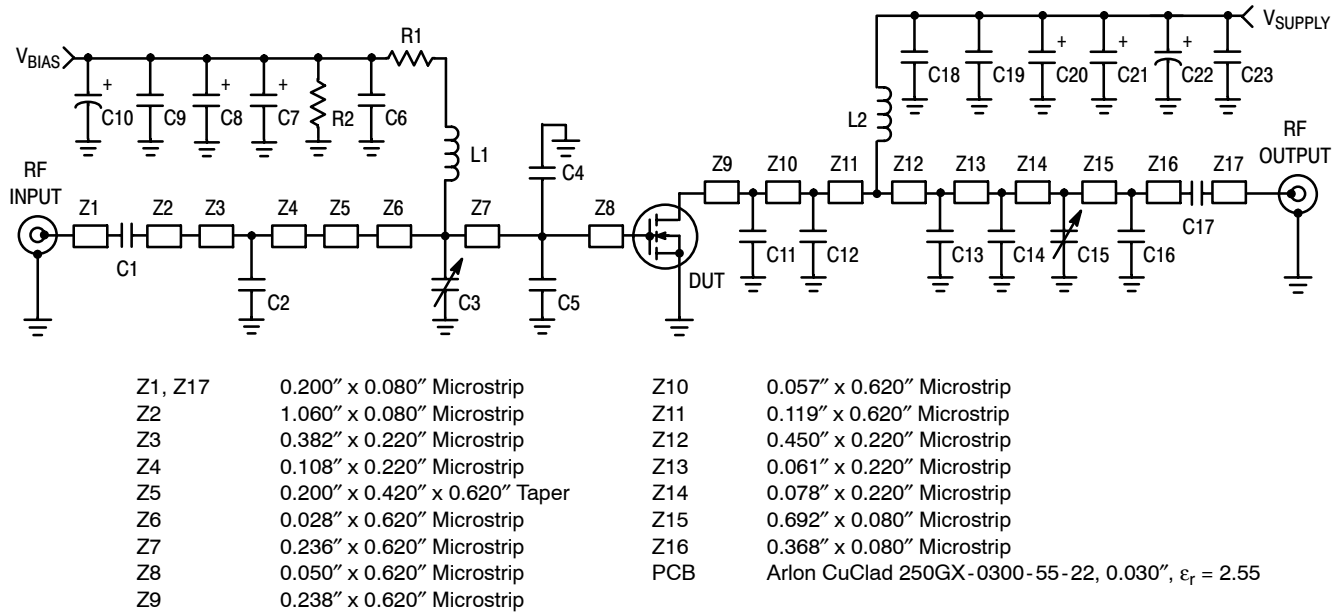 V_BIAS
R1
V_SUPPLY
+
C10
C9
+
C8
+
C7
R2
C6
C18
C19
+
C20
+
C21
+
C22
C23
L1
L2
C4
RF
INPUT
RF
OUTPUT
Z1
Z2
Z3
Z4
Z5
Z6
Z7
Z8
Z9
Z10
Z11
Z12
Z13
Z14
Z15
Z16
Z17
C1
C2
C3
C5
DUT
C11
C12
C13
C14
C15
C16
C17
Z1, Z17 0.200″ x 0.080″ Microstrip
Z2 1.060″ x 0.080″ Microstrip
Z3 0.382″ x 0.220″ Microstrip
Z4 0.108″ x 0.220″ Microstrip
Z5 0.200″ x 0.420″ x 0.620″ Taper
Z6 0.028″ x 0.620″ Microstrip
Z7 0.236″ x 0.620″ Microstrip
Z8 0.050″ x 0.620″ Microstrip
Z9 0.238″ x 0.620″ Microstrip
Z10 0.057″ x 0.620″ Microstrip
Z11 0.119″ x 0.620″ Microstrip
Z12 0.450″ x 0.220″ Microstrip
Z13 0.061″ x 0.220″ Microstrip
Z14 0.078″ x 0.220″ Microstrip
Z15 0.692″ x 0.080″ Microstrip
Z16 0.368″ x 0.080″ Microstrip
PCB Arlon CuClad 250GX-0300-55-22, 0.030″, εr = 2.55